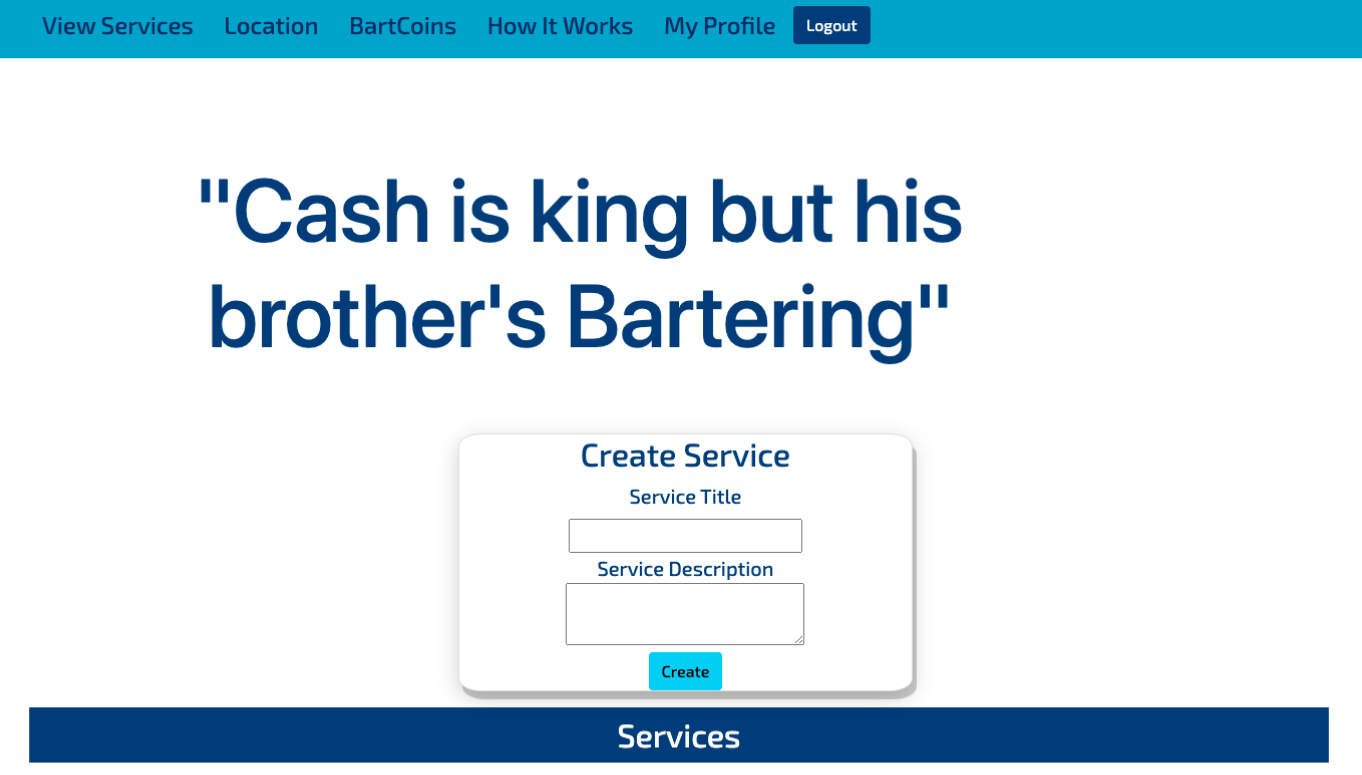 View Services Location BartCoins How It Works My Profile Logout
"Cash is king but his
brother's Bartering"
Create Service
Service Title
Service Description
Create
Services